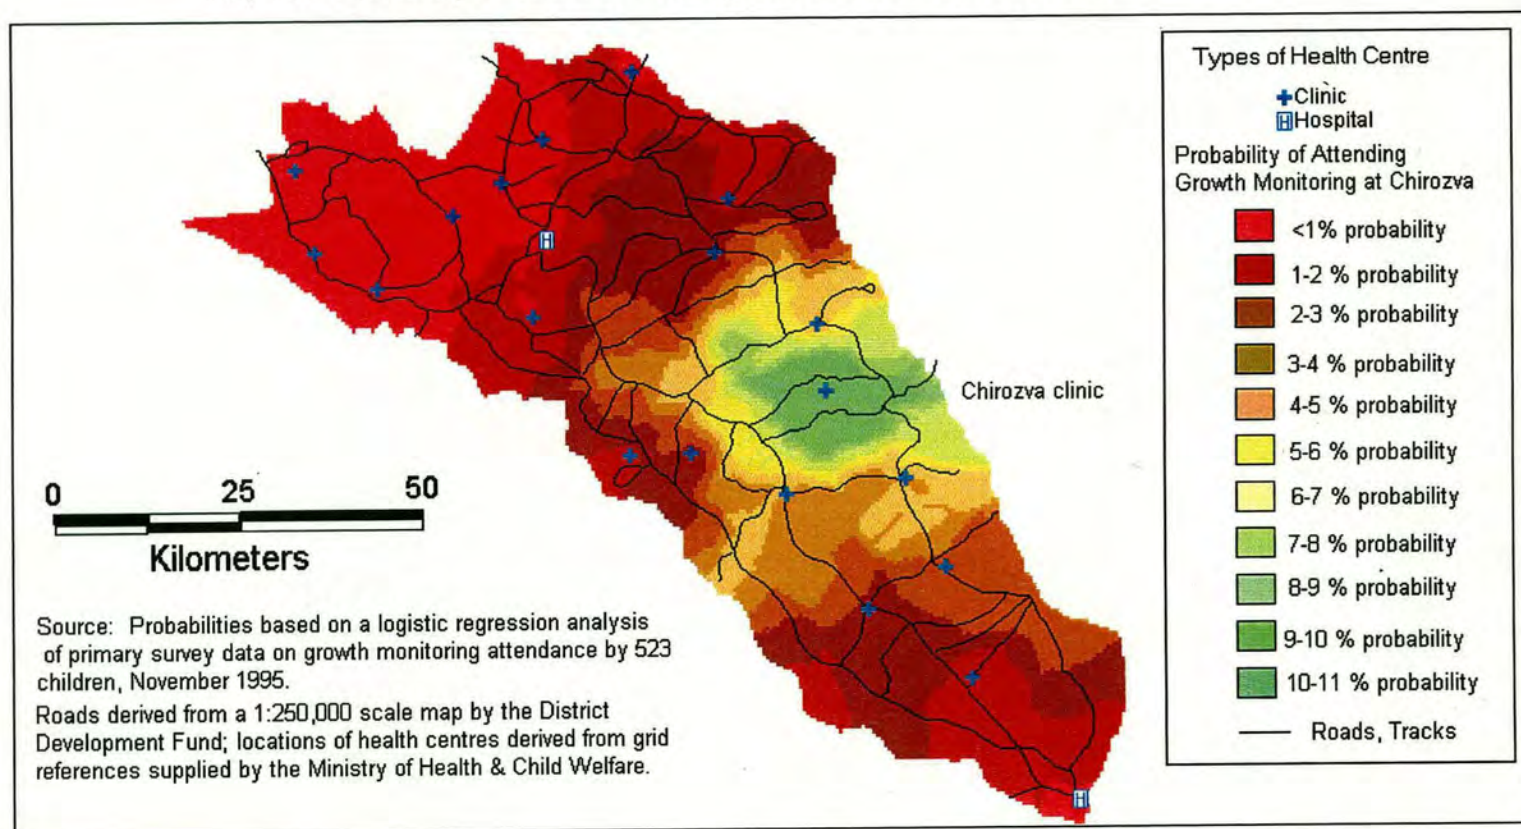 Types of Health Centre
Clinic
H Hospital
Probability of Attending
Growth Monitoring at Chirozva
<1% probability
1-2 % probability
2-3 % probability
3-4 % probability
4-5 % probability
5-6 % probability
6-7 % probability
7-8 % probability
8-9 % probability
9-10 % probability
10-11 % probability
Roads, Tracks
H
Chirozva clinic
H
0 25 50
Kilometers
Source: Probabilities based on a logistic regression analysis
of primary survey data on growth monitoring attendance by 523
children, November 1995.
Roads derived from a 1:250,000 scale map by the District
Development Fund; locations of health centres derived from grid
references supplied by the Ministry of Health & Child Welfare.